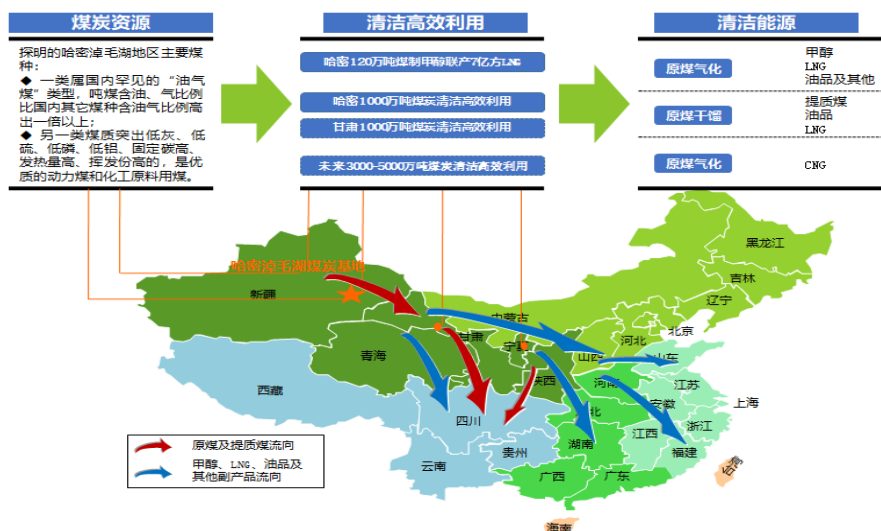 煤炭资源
清洁高效利用
清洁能源
探明的哈密淖毛湖地区主要煤
种：
◆ 一类属国内罕见的“油气
煤”类型，吨煤含油、气比例
比国内其它煤种含油气比例高
出一倍以上；
◆ 另一类煤质突出低灰、低
硫、低磷、低铝、固定碳高、
发热量高、挥发份高的，是优
质的动力煤和化工原料用煤。
哈密120万吨煤制甲醇联产7亿方LNG
哈密1000万吨煤炭清洁高效利用
甘肃1000万吨煤炭清洁高效利用
未来3000-5000万吨煤炭清洁高效利用
原煤气化
甲醇
LNG
油品及其他
原煤干馏
提质煤
油品
LNG
原煤气化
CNG
哈密淖毛湖煤炭基地
黑龙江
吉林
辽宁
新疆
内蒙古
北京
河北
甘肃
宁夏
山西
山东
青海
陕西
河南
江苏
西藏
安徽
上海
四川
湖北
浙江
湖南
江西
贵州
福建
云南
广西
广东
台湾
海南
原煤及提质煤流向
甲醇、LNG、油品及
其他副产品流向